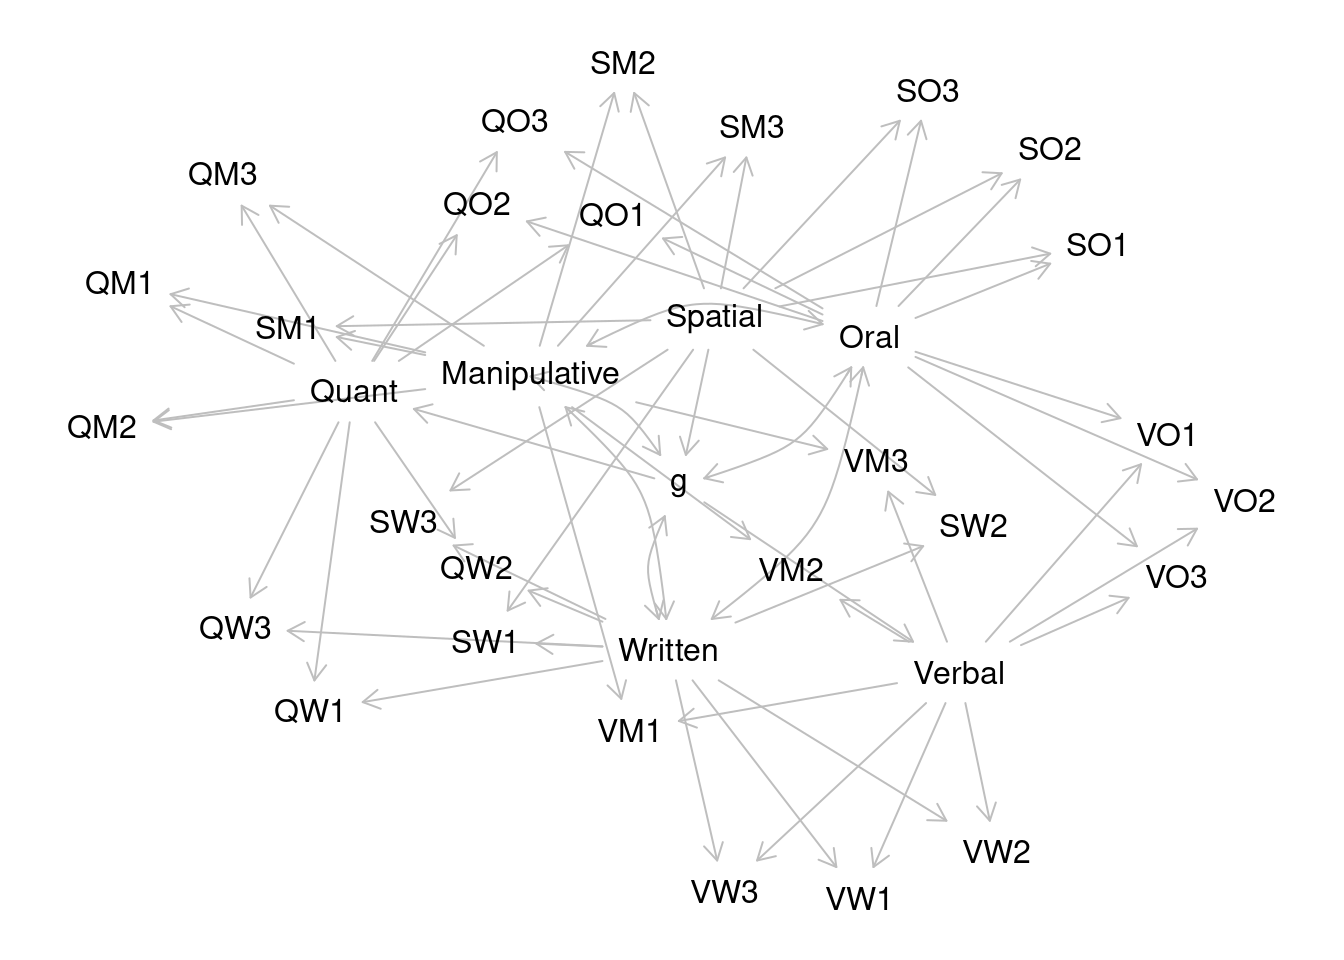 SM2
SO3
QO3
SM3
SO2
QM3
QO2
QO1
SO1
QM1
SM1
Spatial
Oral
Manipulative
Quant
QM2
VO1
VM3
g
VO2
SW3
SW2
QW2
VM2
VO3
QW3
SW1
Written
Verbal
QW1
VM1
VW2
VW3
VW1